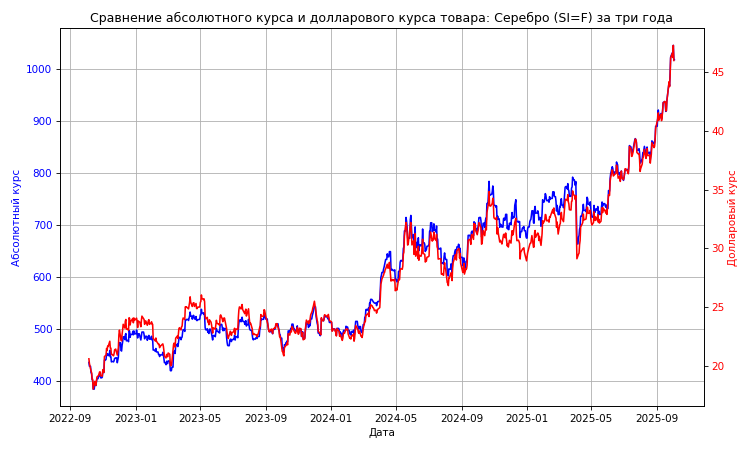 Сравнение абсолютного курса и долларового курса товара: Серебро (SI=F) за три года
1000
900
800
700
600
500
400
Абсолютный курс
45
40
35
30
25
20
Долларовый курс
2022-09 2023-01 2023-05 2023-09 2024-01 2024-05 2024-09 2025-01 2025-05 2025-09
Дата